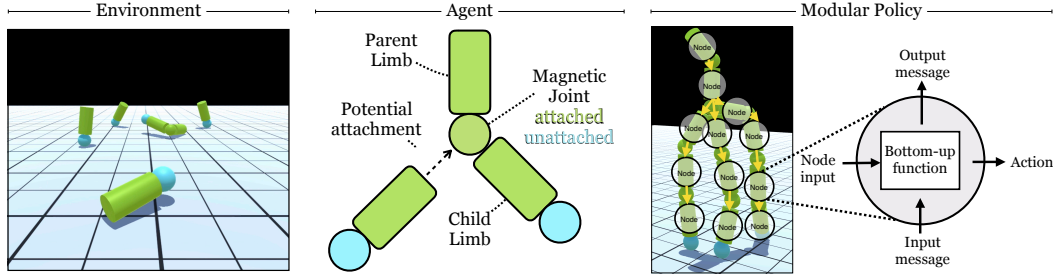 Environment
Agent
Modular Policy
Parent
Limb
Magnetic
Joint
attached
unattached
Potential
attachment
Child
Limb
Node
Node
Node
Node
Node
Node
Node
Node
Node
Node
Node
Node
Output
message
Node
input
Bottom-up
function
Action
Input
message